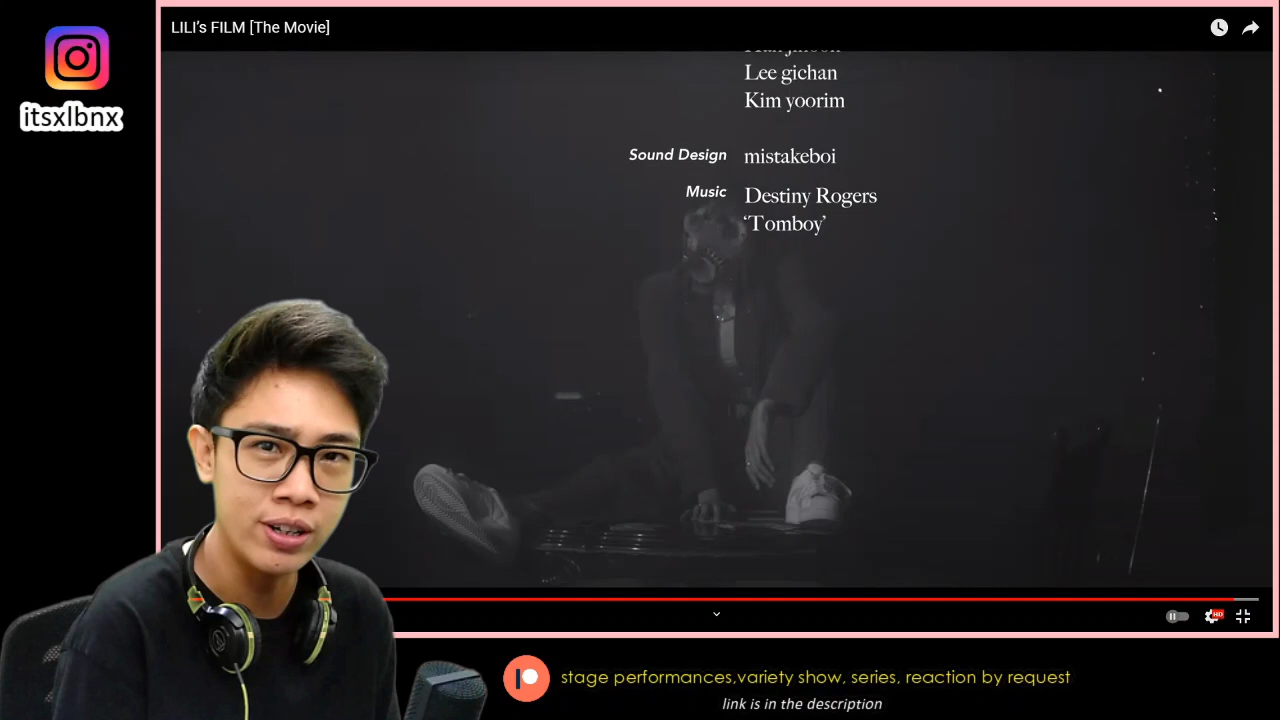 LILI's FILM [The Movie]
itsxlbnx
Lee gichan
Kim yoorim
Sound Design mistakeboi
Music Destiny Rogers
‘Tomboy’
HD
stage performances,variety show, series, reaction by request
link is in the description